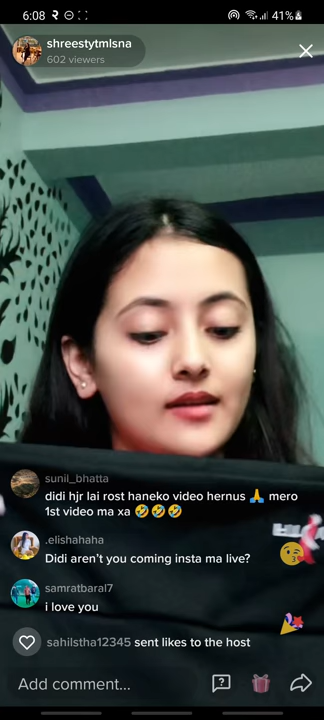 6:08
41%
shreestytmlsna
602 viewers
sunil_bhatta
didi hjr lai rost haneko video hernus 🙏 mero
1st video ma xa 🤣🤣🤣
.elishahaha
Didi aren't you coming insta ma live?
samratbaral7
i love you
sahilstha12345 sent likes to the host
Add comment...